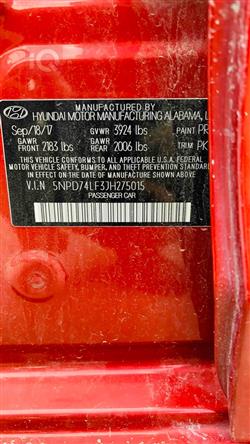 MANUFACTURED BY
HYUNDAI MOTOR MANUFACTURING ALABAMA, L
Sep/18/17 GVWR 3924 lbs PAINT PR
GAWR FRONT 2183 lbs GAWR REAR 2006 lbs TRIM PK
THIS VEHICLE CONFORMS TO ALL APPLICABLE U.S.A. FEDERAL
MOTOR VEHICLE SAFETY, BUMPER, AND THEFT PREVENTION STANDARD
IN EFFECT ON THE DATE OF MANUFACTURE SHOWN ABOVE.
V.I.N 5NPD74LF3JH275015
PASSENGER CAR